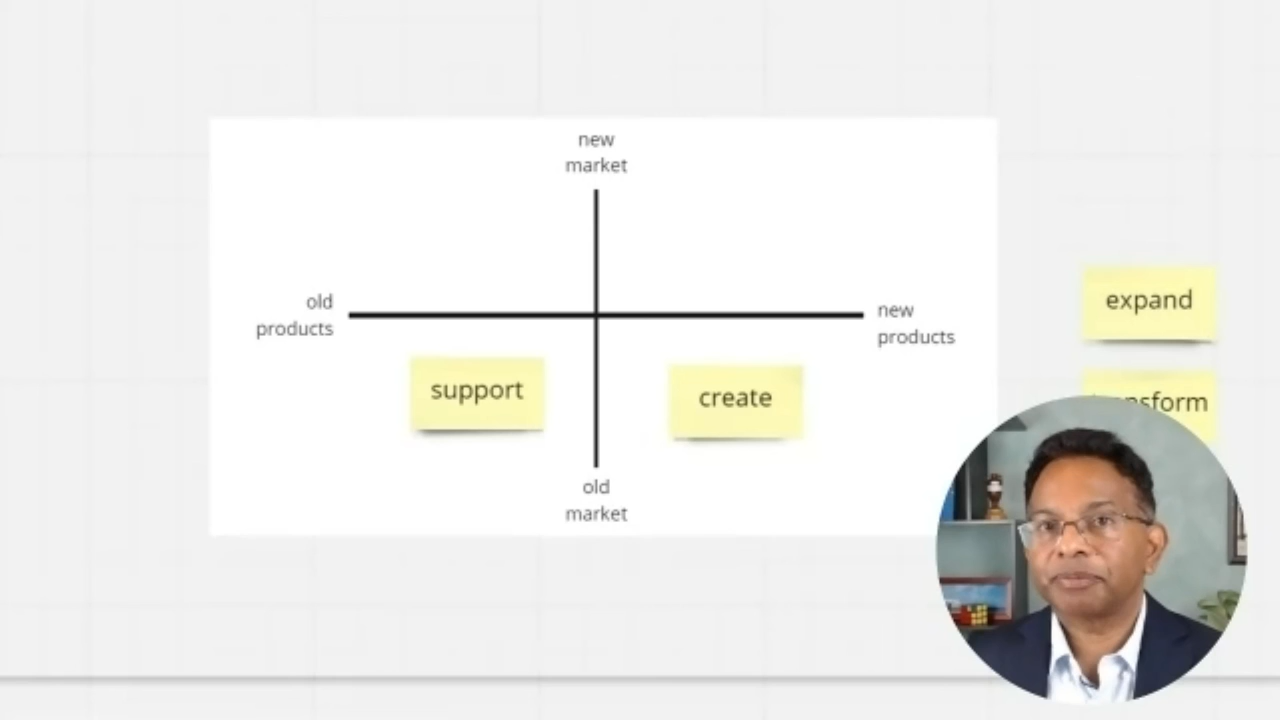 new
market
old
products
new
products
expand
support
create
old
market